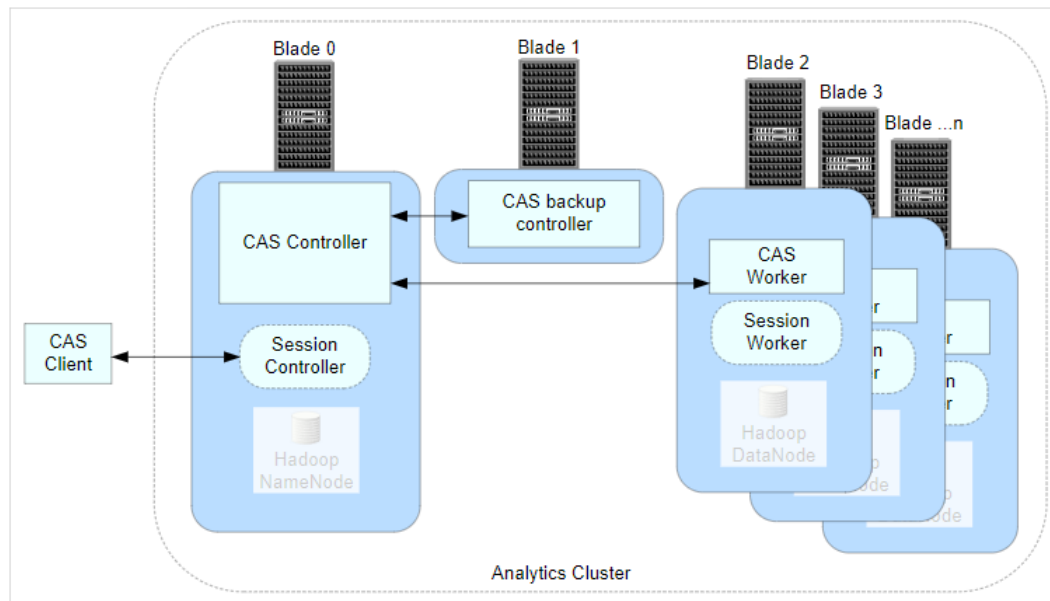 Blade 0
Blade 1
Blade 2
Blade 3
Blade ...n
CAS Controller
CAS backup
controller
CAS
Worker
Session
Worker
Hadoop
DataNode
CAS
Client
Session
Controller
Hadoop
NameNode
Analytics Cluster